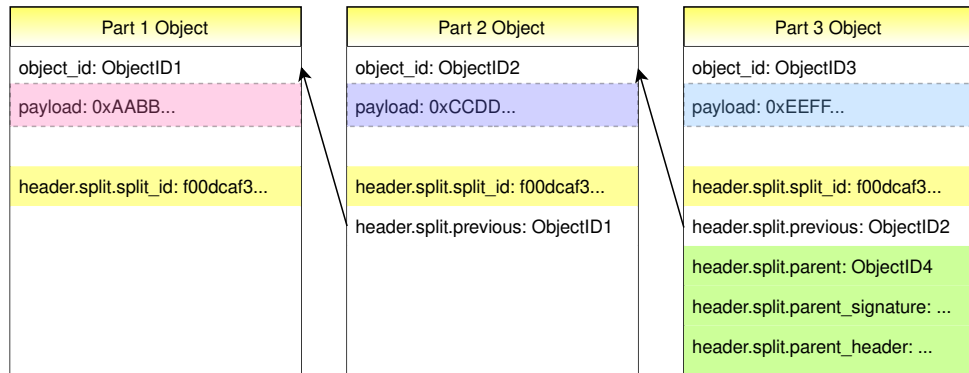 Part 1 Object
object_id: ObjectID1
payload: 0xAABB...
header.split.split_id: f00dcaf3...
Part 2 Object
object_id: ObjectID2
payload: 0xCCDD...
header.split.split_id: f00dcaf3...
header.split.previous: ObjectID1
Part 3 Object
object_id: ObjectID3
payload: 0xEEFF...
header.split.split_id: f00dcaf3...
header.split.previous: ObjectID2
header.split.parent: ObjectID4
header.split.parent_signature: ...
header.split.parent_header: ...